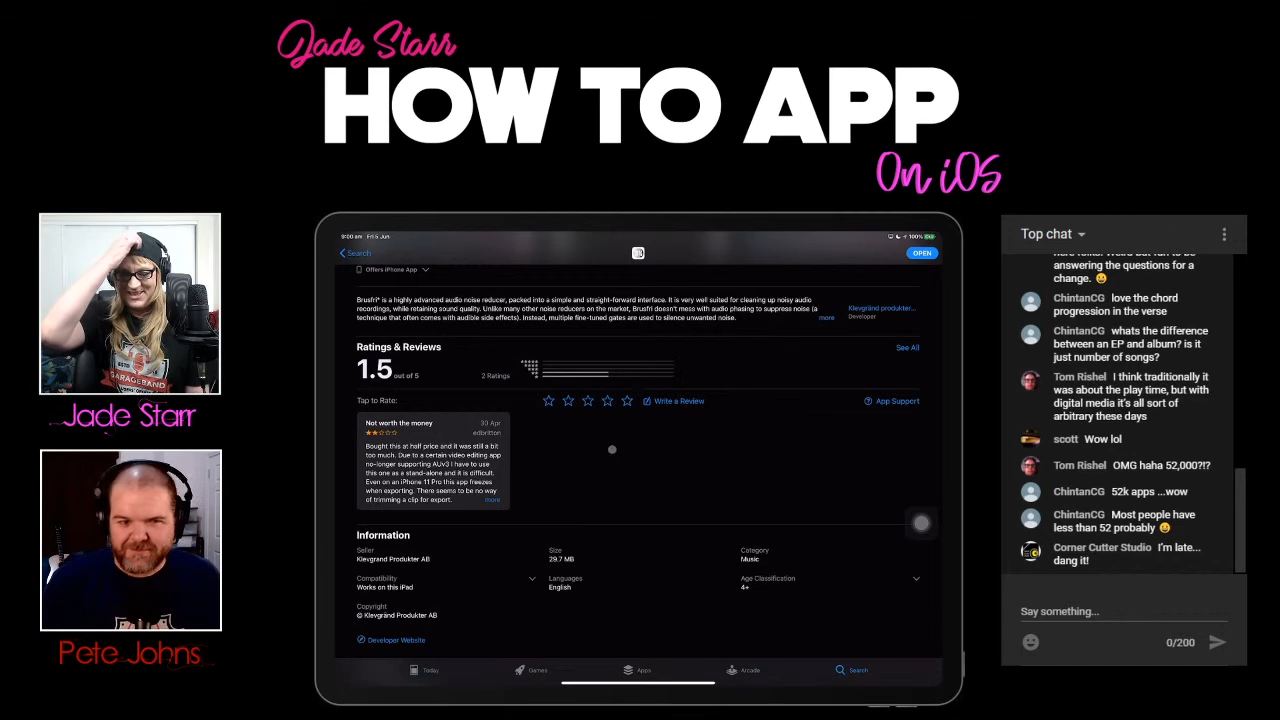 Jade Starr
HOW TO APP
On iOS
9:00 am Fri 5 Jun
100%
Search
OPEN
Offers iPhone App
Brusfri* is a highly advanced audio noise reducer, packed into a simple and straight-forward interface. It is very well suited for cleaning up noisy audio
recordings, while retaining sound quality. Unlike many other noise reducers on the market, Brusfri doesn't mess with audio phasing to suppress noise (a
technique that often comes with audible side effects). Instead, multiple fine-tuned gates are used to silence unwanted noise.
more
Klevgränd produkter...
Developer
Ratings & Reviews
See All
1.5 out of 5
2 Ratings
Tap to Rate:
Write a Review
App Support
Not worth the money
30 Apr
edbritton
Bought this at half price and it was still a bit
too much. Due to a certain video editing app
no-longer supporting AUv3 I have to use
this one as a stand-alone and it is difficult.
Even on an iPhone 11 Pro this app freezes
when exporting. There seems to be no way
of trimming a clip for export.
more
Information
Seller
Klevgrand Produkter AB
Size
29.7 MB
Category
Music
Compatibility
Works on this iPad
Languages
English
Age Classification
4+
Copyright
© Klevgränd Produkter AB
Developer Website
Today
Games
Apps
Arcade
Search
GARAGEBAND
Jade Starr
Pete Johns
Top chat
answering the questions for a
change.
ChintanCG love the chord
progression in the verse
ChintanCG whats the difference
between an EP and album? is it
just number of songs?
Tom Rishel I think traditionally it
was about the play time, but with
digital media it's all sort of
arbitrary these days
scott Wow lol
Tom Rishel OMG haha 52,000?!?
ChintanCG 52k apps ...wow
ChintanCG Most people have
less than 52 probably
Corner Cutter Studio I'm late...
dang it!
Say something...
0/200